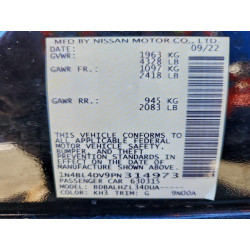 MFD BY NISSAN MOTOR CO., LTD.
DATE: 09/22
GVWR: 1963 KG
4328 LB
GAWR FR.: 1097 KG
2418 LB
GAWR RR.: 945 KG
2083 LB
THIS VEHICLE CONFORMS TO
ALL APPLICABLE FEDERAL
MOTOR VEHICLE SAFETY,
BUMPER, AND THEFT
PREVENTION STANDARDS IN
EFFECT ON THE DATE OF
MANUFACTURE SHOWN ABOVE.
1N4BL4DV9PN314973
PASSENGER CAR 630315
MODEL: BDBALHZL34DUA-----
COLOR: KH3 TRIM: G 9N00A